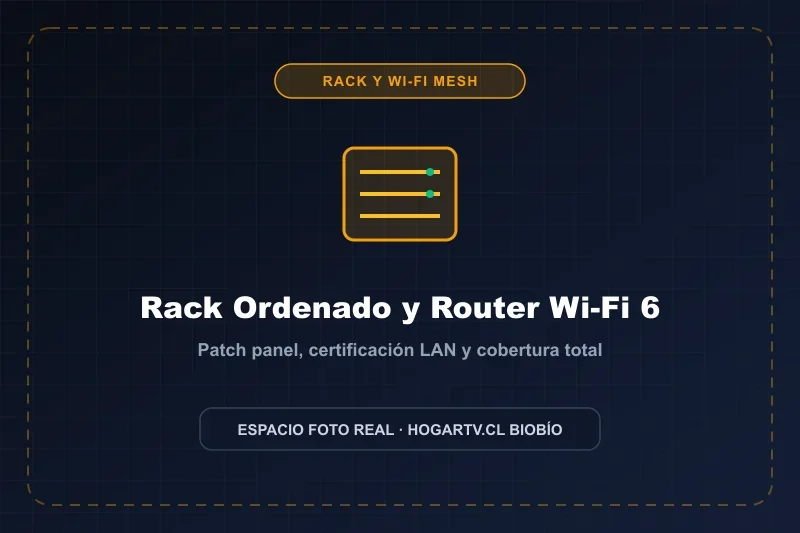 RACK Y WI-FI MESH
Rack Ordenado y Router Wi-Fi 6
Patch panel, certificación LAN y cobertura total
ESPACIO FOTO REAL · HOGARTV.CL BIOBÍO